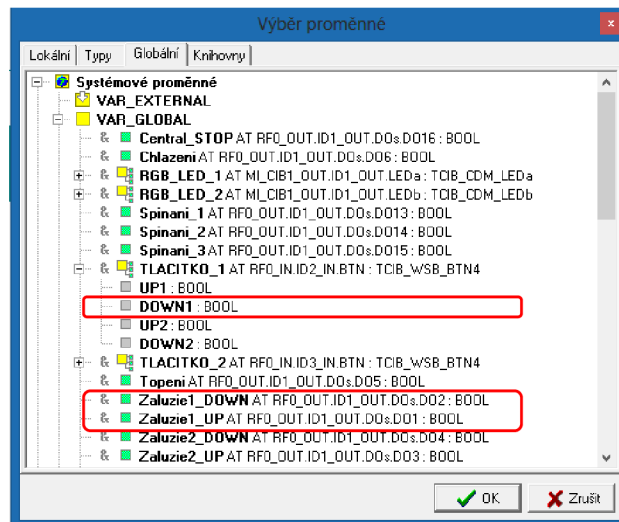 Výběr proměnné
x
Lokální Typy Globální Knihovny
Systémové proměnné
VAR_EXTERNAL
VAR_GLOBAL
& Central_STOP AT RF0_OUT.ID1_OUT.DOs.DO16 : BOOL
& Chlazeni AT RF0_OUT.ID1_OUT.DOs.DO6 : BOOL
& RGB_LED_1 AT MI_CIB1_OUT.ID1_OUT.LEDa : TCIB_CDM_LEDa
& RGB_LED_2 AT MI_CIB1_OUT.ID1_OUT.LEDb : TCIB_CDM_LEDb
& Spinani_1 AT RF0_OUT.ID1_OUT.DOs.DO13 : BOOL
& Spinani_2 AT RF0_OUT.ID1_OUT.DOs.DO14 : BOOL
& Spinani_3 AT RF0_OUT.ID1_OUT.DOs.DO15 : BOOL
& TLACITKO_1 AT RF0_IN.ID2_IN.BTN : TCIB_WSB_BTN4
UP1 : BOOL
DOWN1 : BOOL
UP2 : BOOL
DOWN2 : BOOL
& TLACITKO_2 AT RF0_IN.ID3_IN.BTN : TCIB_WSB_BTN4
& Topeni AT RF0_OUT.ID1_OUT.DOs.DO5 : BOOL
& Zaluzie1_DOWN AT RF0_OUT.ID1_OUT.DOs.DO2 : BOOL
& Zaluzie1_UP AT RF0_OUT.ID1_OUT.DOs.DO1 : BOOL
& Zaluzie2_DOWN AT RF0_OUT.ID1_OUT.DOs.DO4 : BOOL
& Zaluzie2_UP AT RF0_OUT.ID1_OUT.DOs.DO3 : BOOL
OK Zrušit